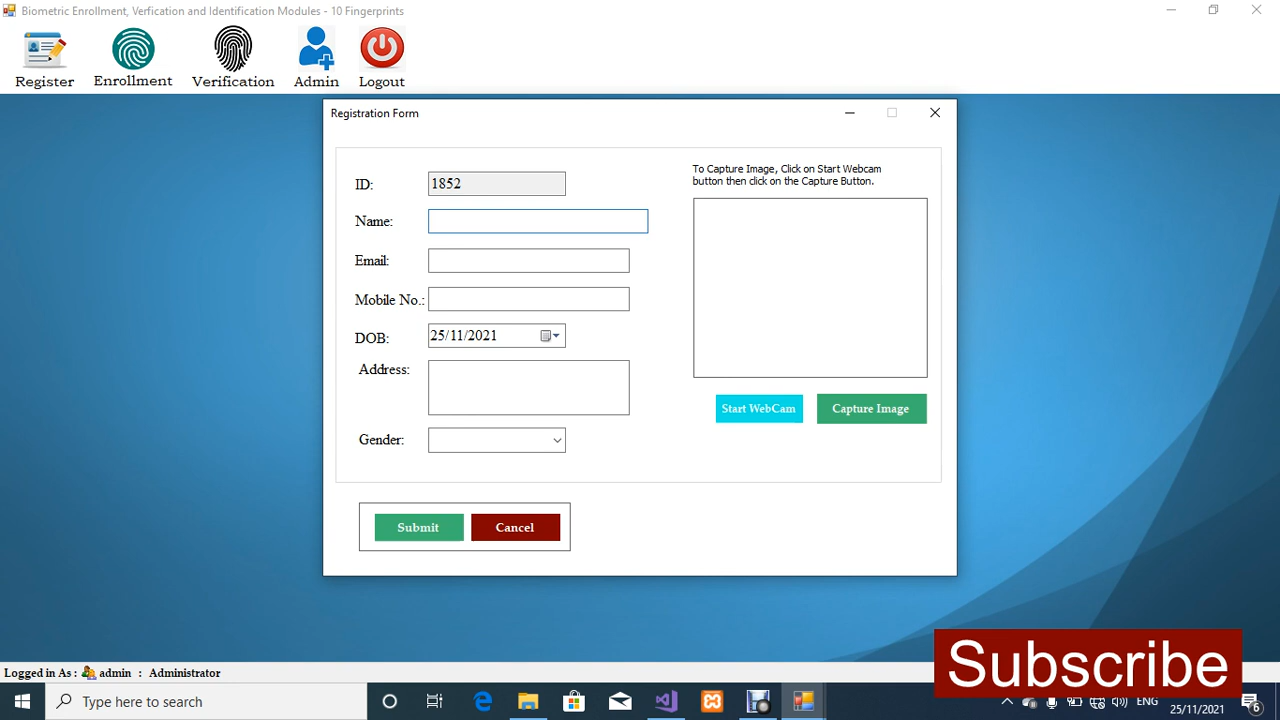 Biometric Enrollment, Verfication and Identification Modules - 10 Fingerprints
Register
Enrollment
Verification
Admin
Logout
Registration Form
ID:
1852
Name:
Email:
Mobile No.:
DOB:
25/11/2021
Address:
Gender:
To Capture Image, Click on Start Webcam
button then click on the Capture Button.
Start WebCam
Capture Image
Submit
Cancel
Subscribe
Logged in As : admin : Administrator
Type here to search
ENG
25/11/2021
6